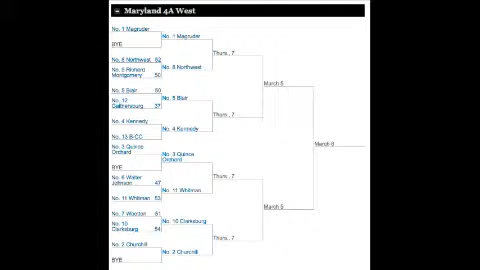 Maryland 4A West
No. 1 Magruder
BYE
No. 1 Magruder
Thurs., 7
No. 8 Northwest 52
No. 9 Richard
Montgomery 50
No. 8 Northwest
March 5
No. 5 Blair 60
No. 12
Gaithersburg 37
No. 5 Blair
Thurs., 7
No. 4 Kennedy
No. 13 B-CC
No. 4 Kennedy
March 8
No. 3 Quince
Orchard
BYE
No. 3 Quince
Orchard
Thurs., 7
No. 6 Walter
Johnson 47
No. 11 Whitman 53
No. 11 Whitman
March 5
No. 7 Wootton 51
No. 10
Clarksburg 54
No. 10 Clarksburg
Thurs., 7
No. 2 Churchill
BYE
No. 2 Churchill